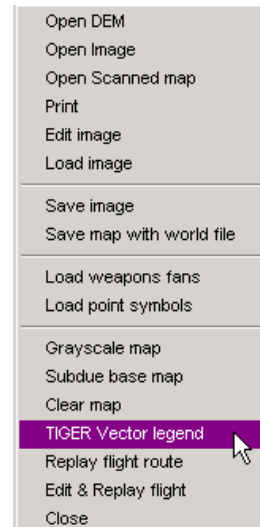 Open DEM
Open Image
Open Scanned map
Print
Edit image
Load image
Save image
Save map with world file
Load weapons fans
Load point symbols
Grayscale map
Subdue base map
Clear map
TIGER Vector legend
Replay flight route
Edit & Replay flight
Close